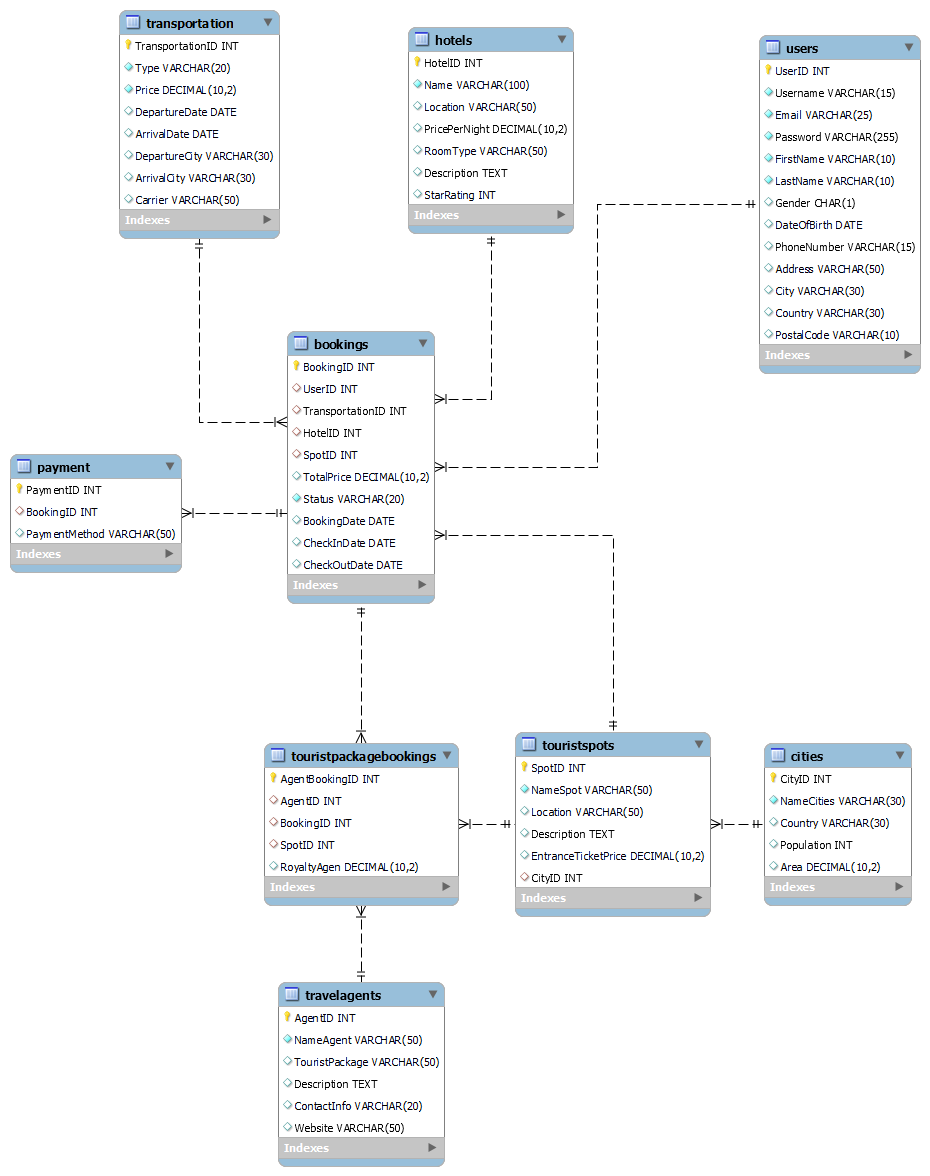 transportation
TransportationID INT
Type VARCHAR(20)
Price DECIMAL(10,2)
DepartureDate DATE
ArrivalDate DATE
DepartureCity VARCHAR(30)
ArrivalCity VARCHAR(30)
Carrier VARCHAR(50)
Indexes
hotels
HotelID INT
Name VARCHAR(100)
Location VARCHAR(50)
PricePerNight DECIMAL(10,2)
RoomType VARCHAR(50)
Description TEXT
StarRating INT
Indexes
users
UserID INT
Username VARCHAR(15)
Email VARCHAR(25)
Password VARCHAR(255)
FirstName VARCHAR(10)
LastName VARCHAR(10)
Gender CHAR(1)
DateOfBirth DATE
PhoneNumber VARCHAR(15)
Address VARCHAR(50)
City VARCHAR(30)
Country VARCHAR(30)
PostalCode VARCHAR(10)
Indexes
bookings
BookingID INT
UserID INT
TransportationID INT
HotelID INT
SpotID INT
TotalPrice DECIMAL(10,2)
Status VARCHAR(20)
BookingDate DATE
CheckInDate DATE
CheckOutDate DATE
Indexes
payment
PaymentID INT
BookingID INT
PaymentMethod VARCHAR(50)
Indexes
touristpackagebookings
AgentBookingID INT
AgentID INT
BookingID INT
SpotID INT
RoyaltyAgen DECIMAL(10,2)
Indexes
touristspots
SpotID INT
NameSpot VARCHAR(50)
Location VARCHAR(50)
Description TEXT
EntranceTicketPrice DECIMAL(10,2)
CityID INT
Indexes
cities
CityID INT
NameCities VARCHAR(30)
Country VARCHAR(30)
Population INT
Area DECIMAL(10,2)
Indexes
travelagents
AgentID INT
NameAgent VARCHAR(50)
TouristPackage VARCHAR(50)
Description TEXT
ContactInfo VARCHAR(20)
Website VARCHAR(50)
Indexes